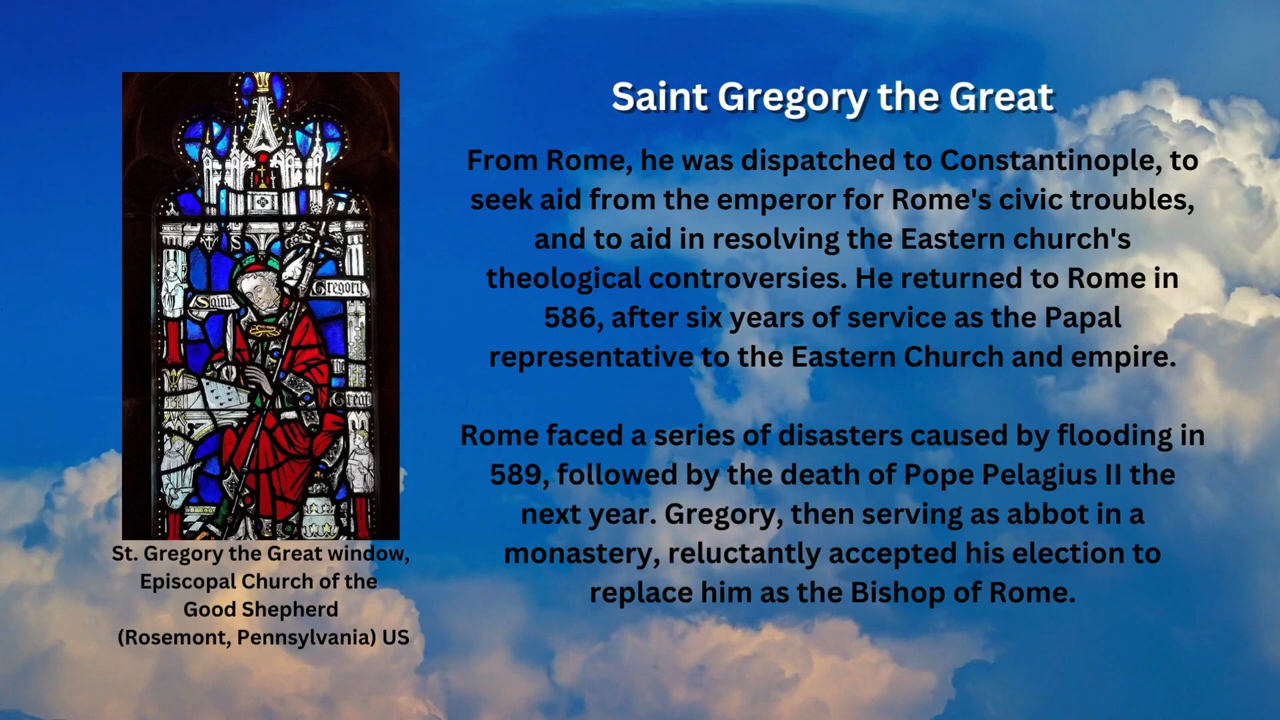 Saint Gregory the Great
From Rome, he was dispatched to Constantinople, to
seek aid from the emperor for Rome's civic troubles,
and to aid in resolving the Eastern church's
theological controversies. He returned to Rome in
586, after six years of service as the Papal
representative to the Eastern Church and empire.
Rome faced a series of disasters caused by flooding in
589, followed by the death of Pope Pelagius II the
next year. Gregory, then serving as abbot in a
monastery, reluctantly accepted his election to
replace him as the Bishop of Rome.
Saint
Gregory
Great
St. Gregory the Great window,
Episcopal Church of the
Good Shepherd
(Rosemont, Pennsylvania) US